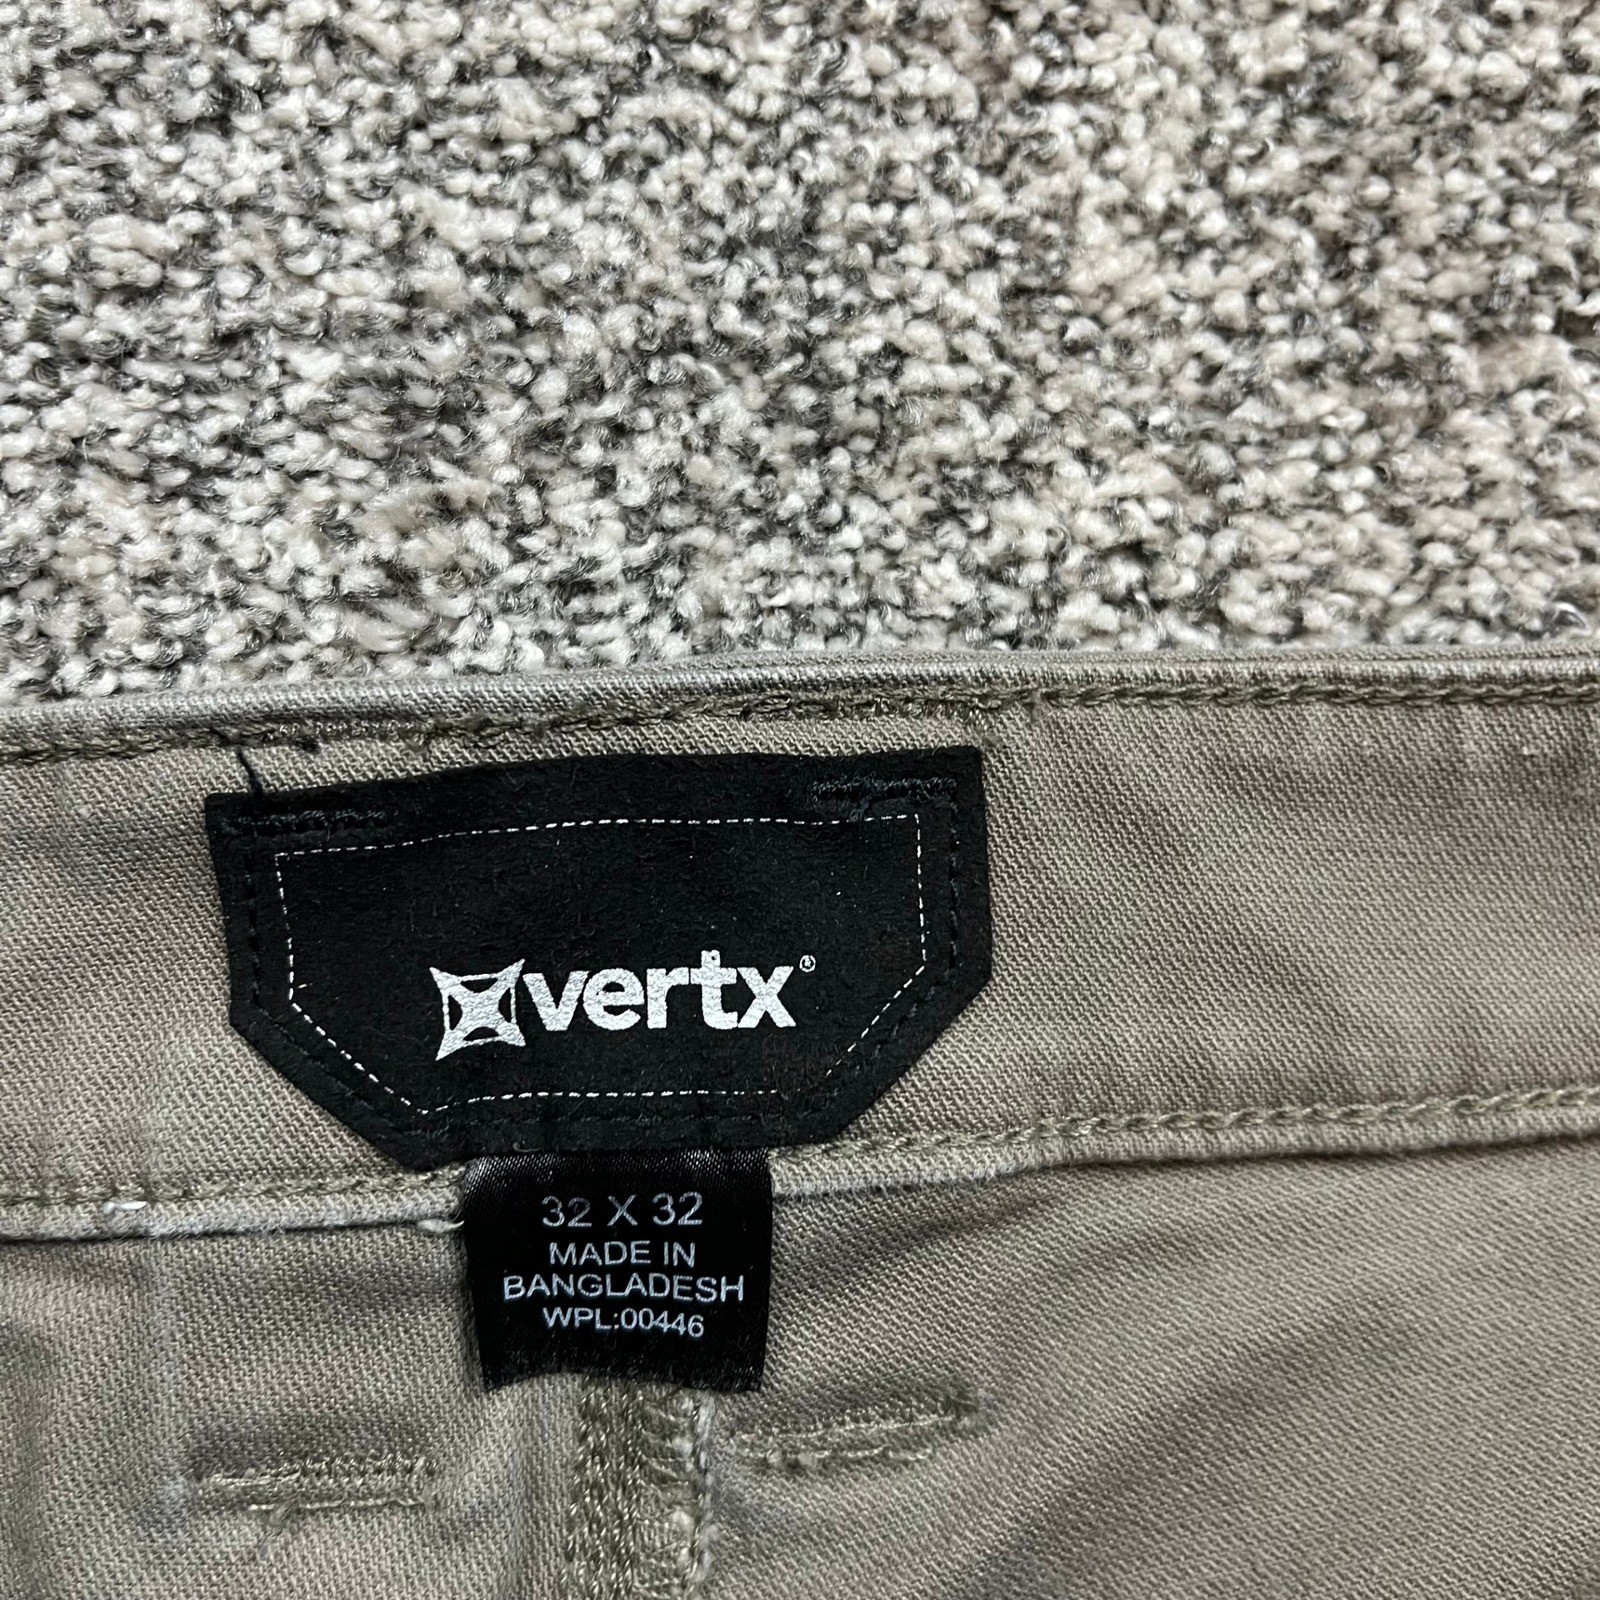 vertx®
32 X 32
MADE IN
BANGLADESH
WPL:00446